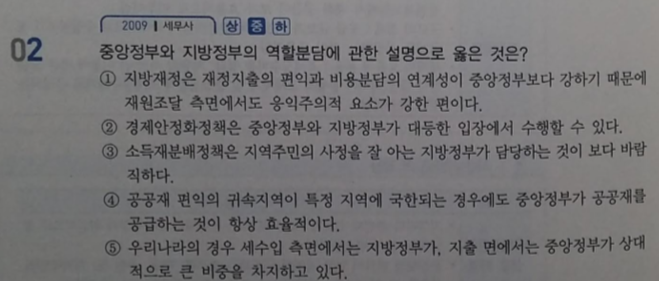 2009 | 세무사 상 중 하
02 중앙정부와 지방정부의 역할분담에 관한 설명으로 옳은 것은?
① 지방재정은 재정지출의 편익과 비용분담의 연계성이 중앙정부보다 강하기 때문에
재원조달 측면에서도 응익주의적 요소가 강한 편이다.
② 경제안정화정책은 중앙정부와 지방정부가 대등한 입장에서 수행할 수 있다.
③ 소득재분배정책은 지역주민의 사정을 잘 아는 지방정부가 담당하는 것이 보다 바람
직하다.
④ 공공재 편익의 귀속지역이 특정 지역에 국한되는 경우에도 중앙정부가 공공재를
공급하는 것이 항상 효율적이다.
⑤ 우리나라의 경우 세수입 측면에서는 지방정부가, 지출 면에서는 중앙정부가 상대
적으로 큰 비중을 차지하고 있다.